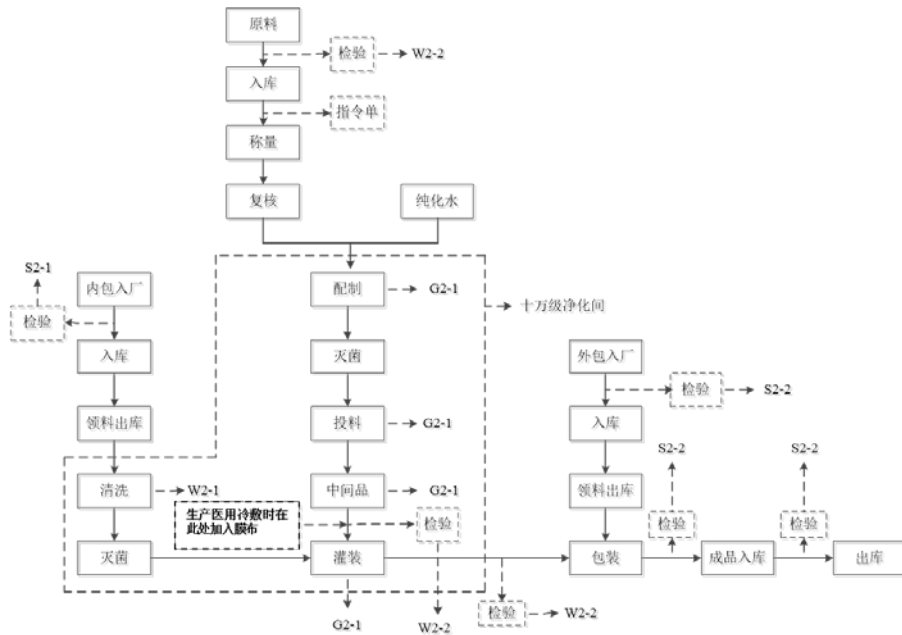 原料
检验
W2-2
入库
指令单
称量
复核
纯化水
S2-1
内包入厂
配制
G2-1
十万级净化间
检验
入库
灭菌
外包入厂
检验
S2-2
领料出库
投料
G2-1
入库
S2-2
S2-2
清洗
W2-1
中间品
G2-1
领料出库
生产医用冷敷时在
此处加入膜布
检验
检验
检验
灭菌
灌装
包装
成品入库
出库
G2-1
W2-2
检验
W2-2